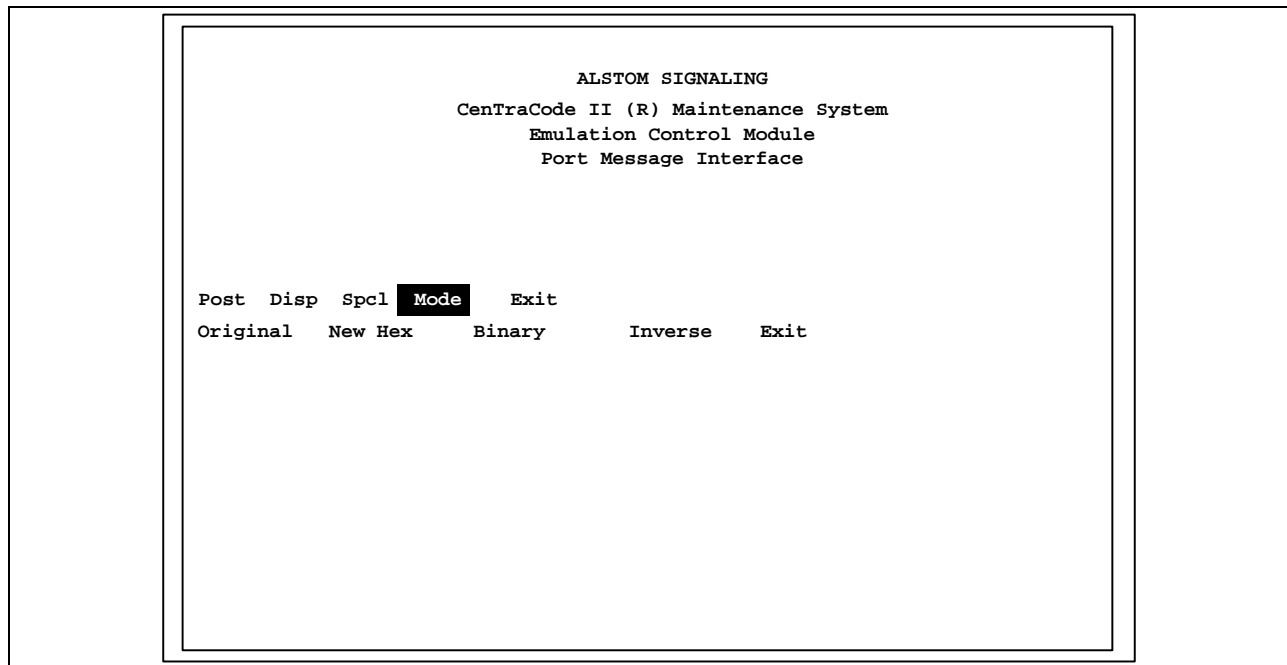 ALSTOM SIGNALING
CenTraCode II (R) Maintenance System
Emulation Control Module
Port Message Interface
Post Disp Spcl Mode Exit
Original New Hex Binary Inverse Exit